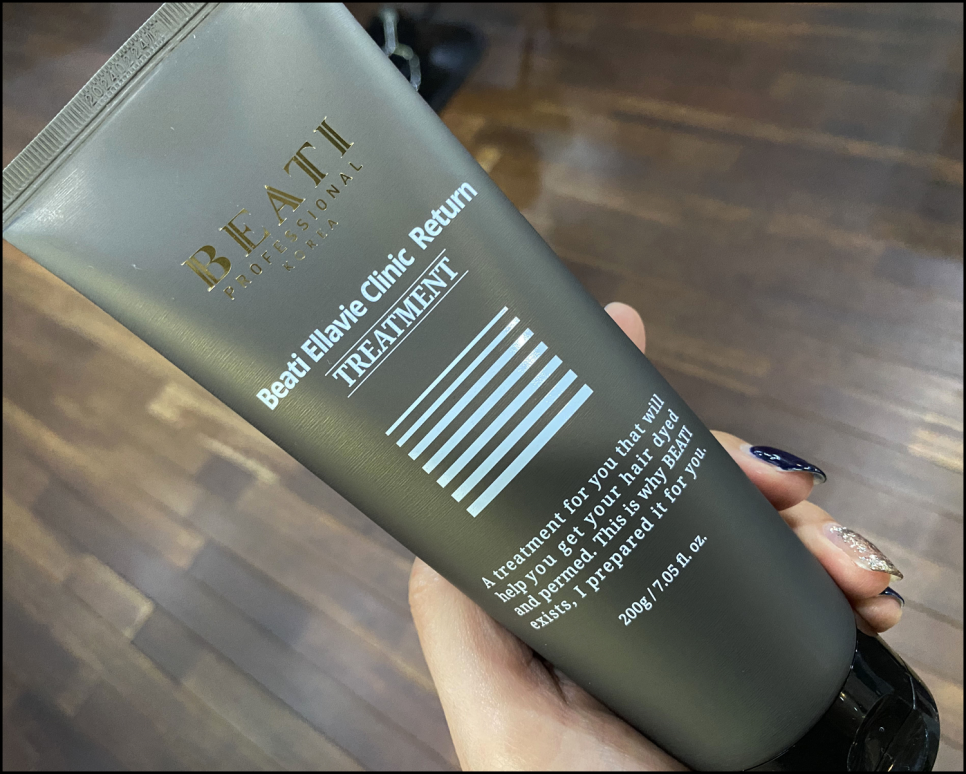 BEATI
PROFESSIONAL
KOREA
Beati Ellavie Clinic Return
TREATMENT
A treatment for you that will
help you get your hair dyed
and permed. This is why BEATI
exists, I prepared it for you.
200g / 7.05 fl. oz.